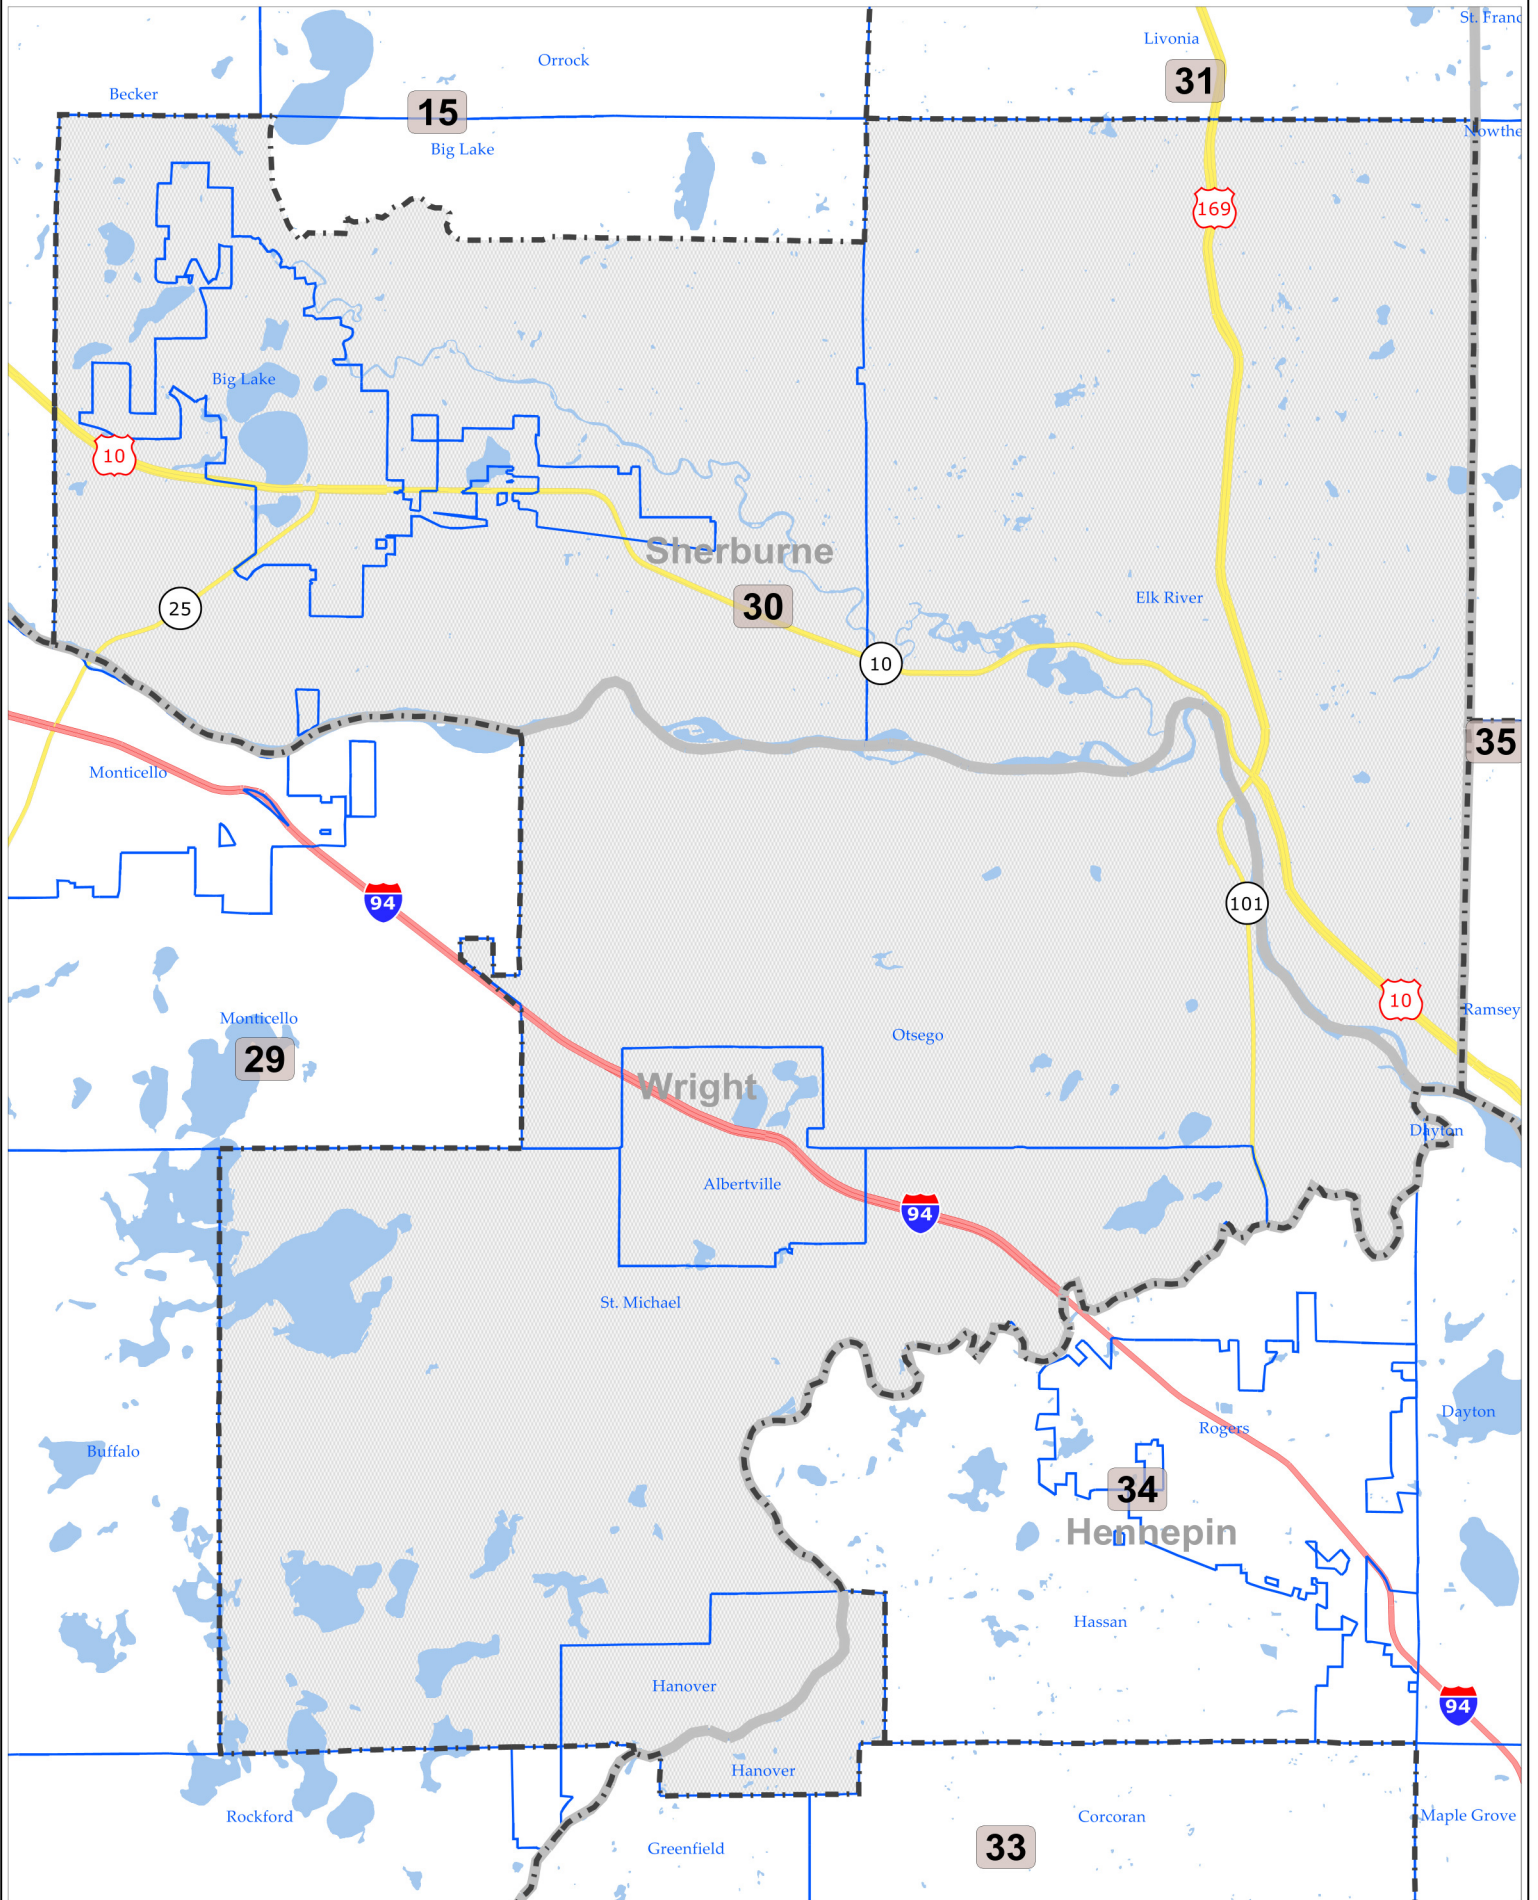 St. Franc
Livonia
Orrock
31
Becker
15
Nowthe
Big Lake
169
Big Lake
10
Sherburne
30
Elk River
25
10
35
Monticello
94
101
10
Ramsey
Monticello
Otsego
29
Wright
Dayton
Albertville
94
St. Michael
Dayton
Rogers
Buffalo
34
Hennepin
Hassan
Hanover
94
Hanover
Rockford
Corcoran
Maple Grove
33
Greenfield